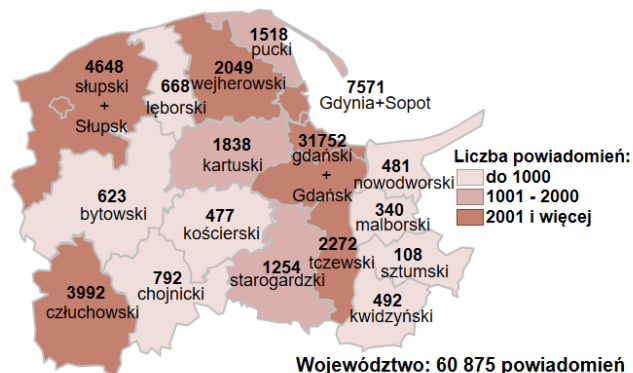 1518
pucki
4648
słupski
+
Słupsk
668
lęborski
2049
wejherowski
7571
Gdynia+Sopot
1838
kartuski
31752
gdański
+
Gdańsk
481
nowodworski
Liczba powiadomień:
do 1000
1001 - 2000
2001 i więcej
623
bytowski
477
kościerski
340
malborski
2272
tczewski
108
sztumski
3992
człuchowski
792
chojnicki
1254
starogardzki
492
kwidzyński
Województwo: 60 875 powiadomień